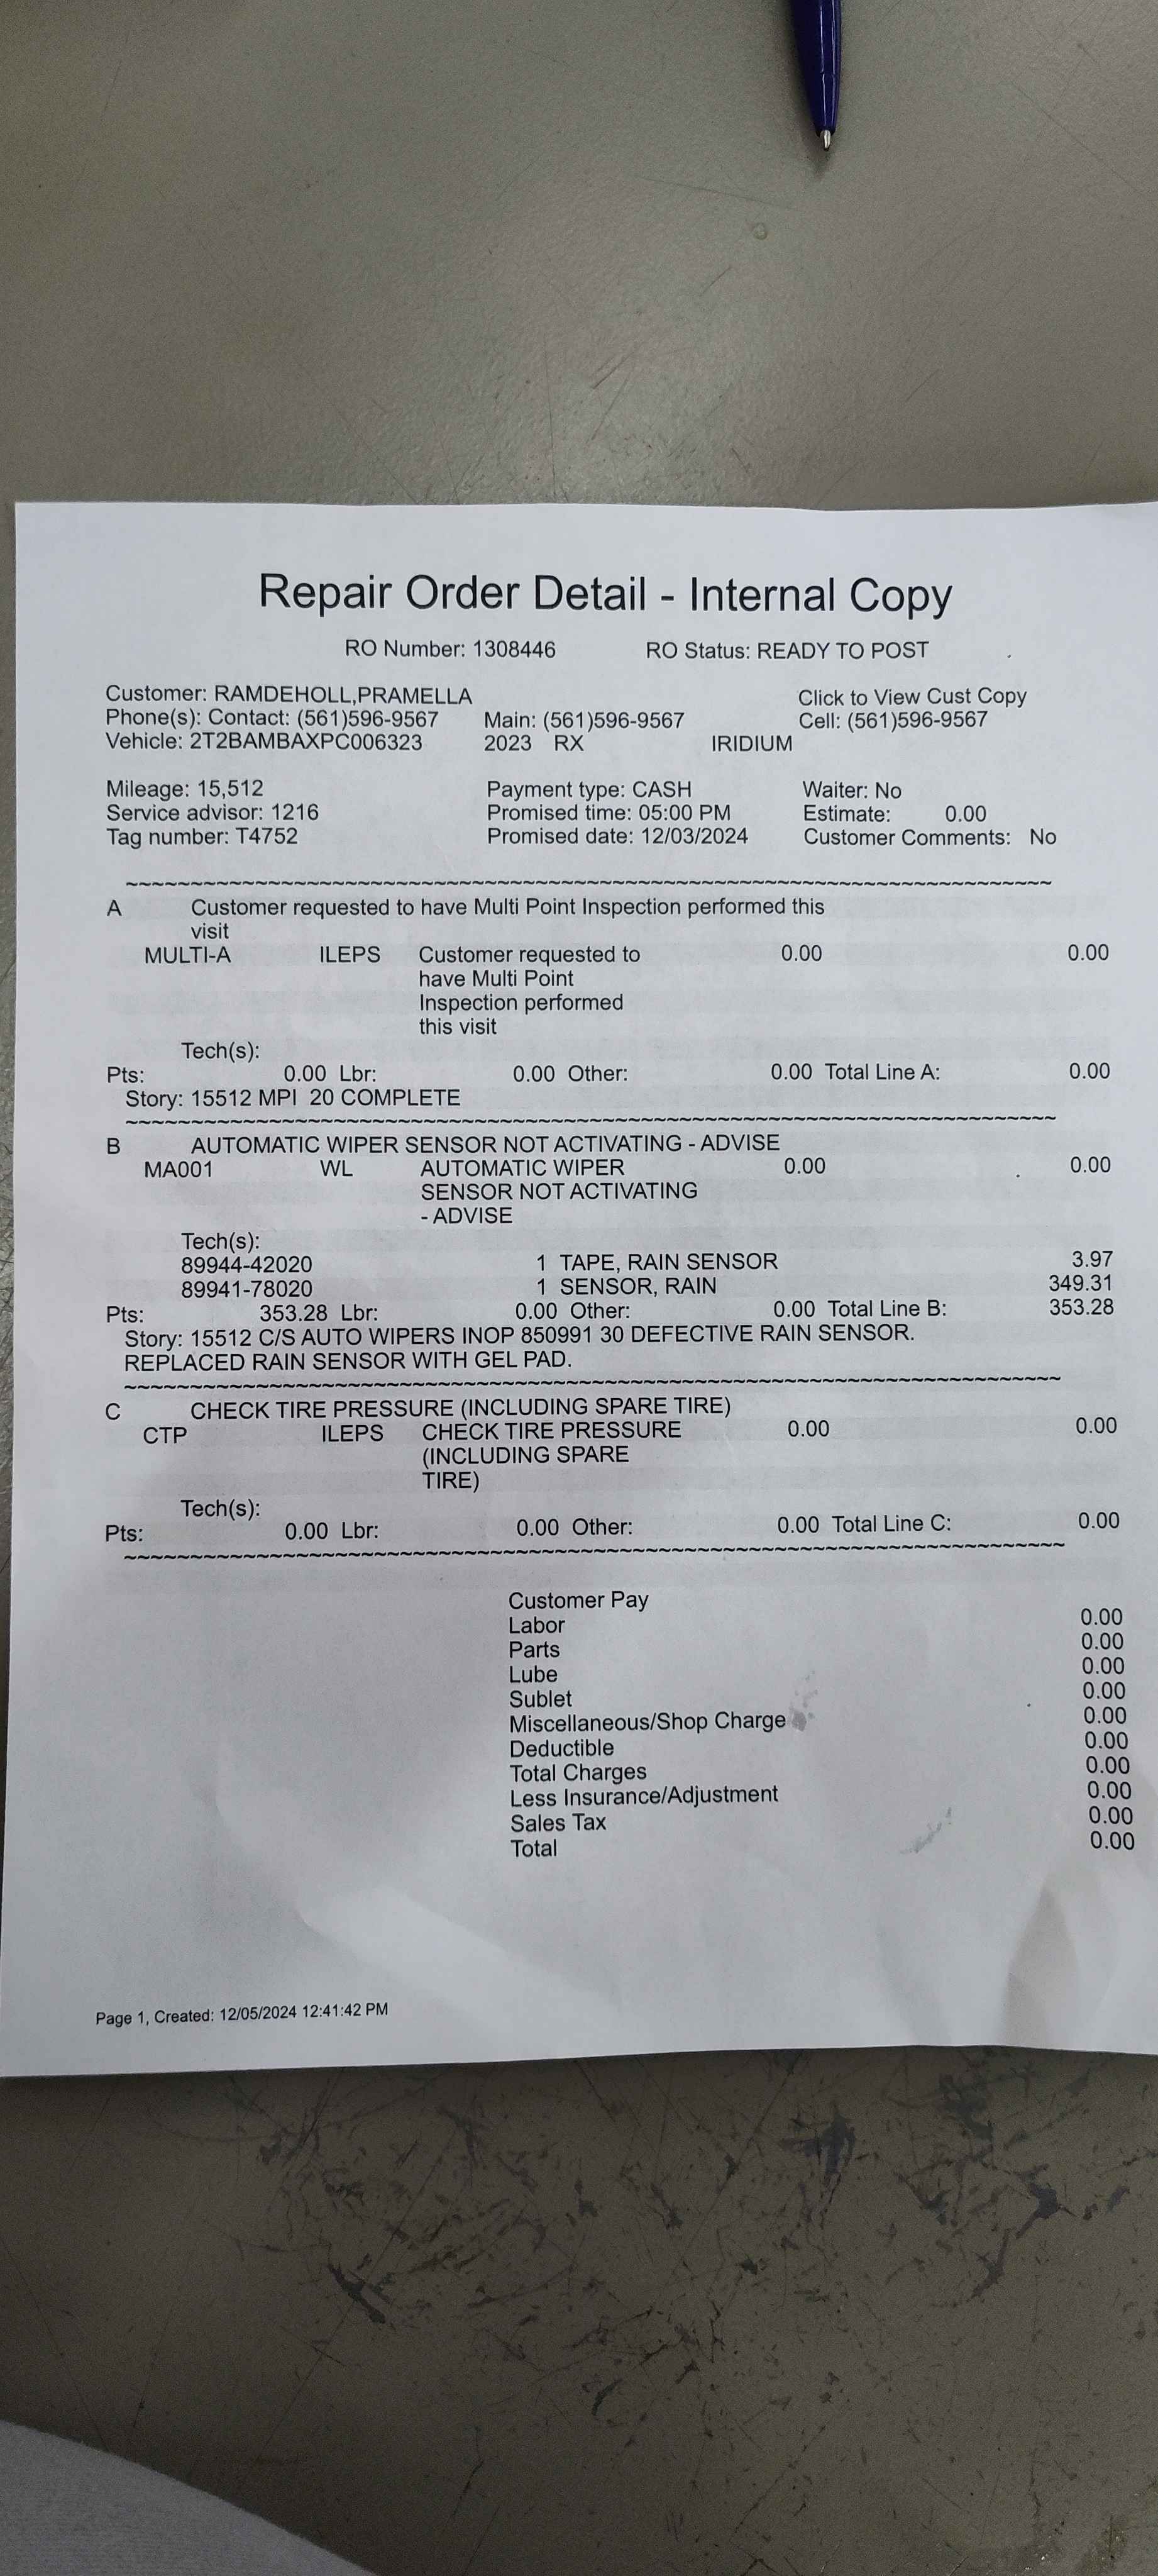 Repair Order Detail - Internal Copy
RO Number: 1308446 RO Status: READY TO POST
Customer: RAMDEHOLL,PRAMELLA Click to View Cust Copy
Phone(s): Contact: (561)596-9567 Main: (561)596-9567 Cell: (561)596-9567
Vehicle: 2T2BAMBAXPC006323 2023 RX IRIDIUM
Mileage: 15,512 Payment type: CASH Waiter: No
Service advisor: 1216 Promised time: 05:00 PM Estimate: 0.00
Tag number: T4752 Promised date: 12/03/2024 Customer Comments: No
~~~~~~~~~~~~~~~~~~~~~~~~~~~~~~~~~~~~~~~~~~~~~~~~~~~~~~~~~~~~~~~~~~~~~~
A Customer requested to have Multi Point Inspection performed this
visit
MULTI-A ILEPS Customer requested to 0.00 0.00
have Multi Point
Inspection performed
this visit
Tech(s):
Pts: 0.00 Lbr: 0.00 Other: 0.00 Total Line A: 0.00
Story: 15512 MPI 20 COMPLETE
~~~~~~~~~~~~~~~~~~~~~~~~~~~~~~~~~~~~~~~~~~~~~~~~~~~~~~~~~~~~~~~~~~~~~~
B AUTOMATIC WIPER SENSOR NOT ACTIVATING - ADVISE
MA001 WL AUTOMATIC WIPER 0.00 0.00
SENSOR NOT ACTIVATING
- ADVISE
Tech(s):
89944-42020 1 TAPE, RAIN SENSOR 3.97
89941-78020 1 SENSOR, RAIN 349.31
Pts: 353.28 Lbr: 0.00 Other: 0.00 Total Line B: 353.28
Story: 15512 C/S AUTO WIPERS INOP 850991 30 DEFECTIVE RAIN SENSOR.
REPLACED RAIN SENSOR WITH GEL PAD.
~~~~~~~~~~~~~~~~~~~~~~~~~~~~~~~~~~~~~~~~~~~~~~~~~~~~~~~~~~~~~~~~~~~~~~
C CHECK TIRE PRESSURE (INCLUDING SPARE TIRE)
CTP ILEPS CHECK TIRE PRESSURE 0.00 0.00
(INCLUDING SPARE
TIRE)
Tech(s):
Pts: 0.00 Lbr: 0.00 Other: 0.00 Total Line C: 0.00
~~~~~~~~~~~~~~~~~~~~~~~~~~~~~~~~~~~~~~~~~~~~~~~~~~~~~~~~~~~~~~~~~~~~~~
Customer Pay
Labor 0.00
Parts 0.00
Lube 0.00
Sublet 0.00
Miscellaneous/Shop Charge 0.00
Deductible 0.00
Total Charges 0.00
Less Insurance/Adjustment 0.00
Sales Tax 0.00
Total 0.00
Page 1, Created: 12/05/2024 12:41:42 PM